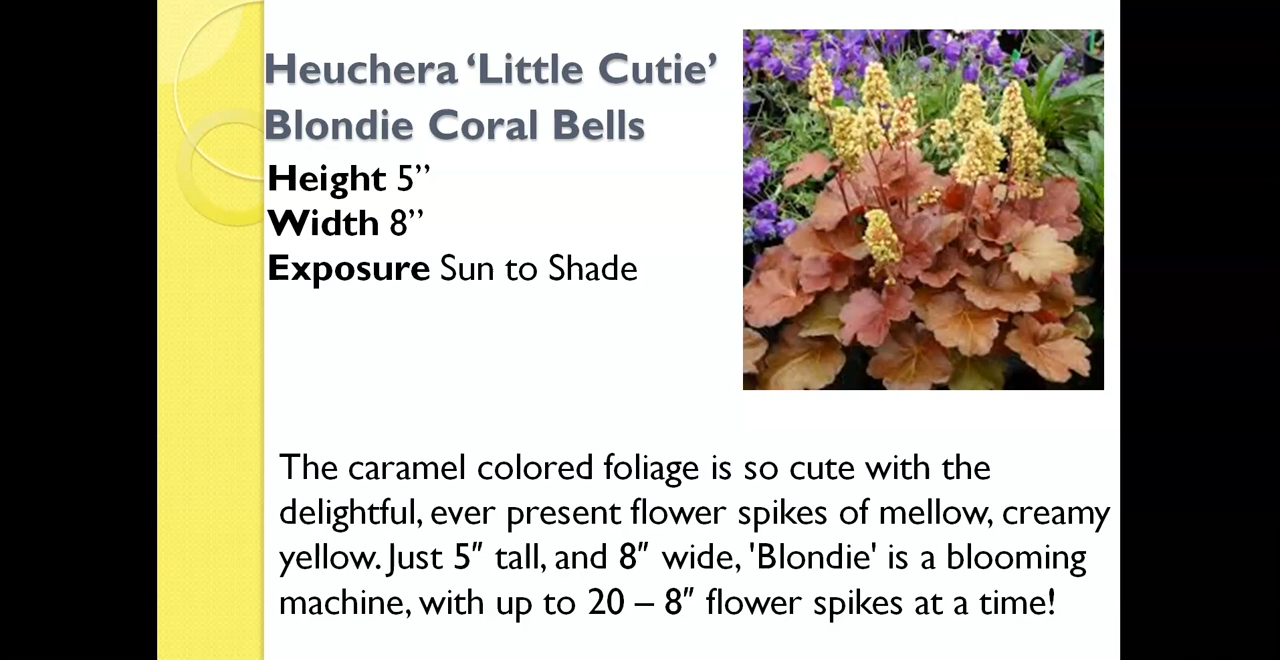 Heuchera ‘Little Cutie’
Blondie Coral Bells
Height 5”
Width 8”
Exposure Sun to Shade
The caramel colored foliage is so cute with the
delightful, ever present flower spikes of mellow, creamy
yellow. Just 5″ tall, and 8″ wide, 'Blondie' is a blooming
machine, with up to 20 – 8″ flower spikes at a time!